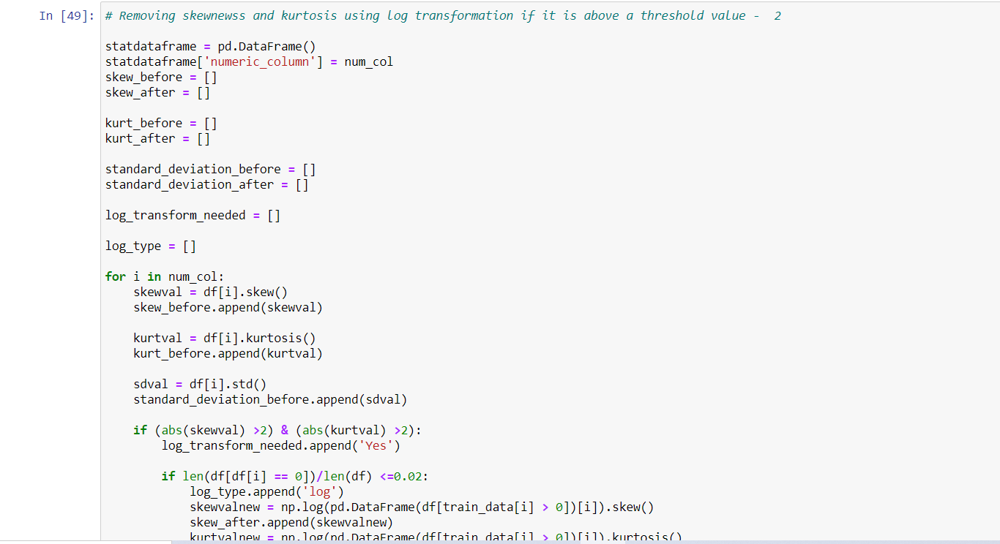 In [49]: # Removing skewnewss and kurtosis using log transformation if it is above a threshold value -  2
statdataframe = pd.DataFrame()
statdataframe['numeric_column'] = num_col
skew_before = []
skew_after = []
kurt_before = []
kurt_after = []
standard_deviation_before = []
standard_deviation_after = []
log_transform_needed = []
log_type = []
for i in num_col:
    skewval = df[i].skew()
    skew_before.append(skewval)
    kurtval = df[i].kurtosis()
    kurt_before.append(kurtval)
    sdval = df[i].std()
    standard_deviation_before.append(sdval)
    if (abs(skewval) >2) & (abs(kurtval) >2):
        log_transform_needed.append('Yes')
        if len(df[df[i] == 0])/len(df) <=0.02:
            log_type.append('log')
            skewvalnew = np.log(pd.DataFrame(df[train_data[i] > 0])[i]).skew()
            skew_after.append(skewvalnew)
            kurtvalnew = np.log(pd.DataFrame(df[train_data[i] > 0])[i]).kurtosis()